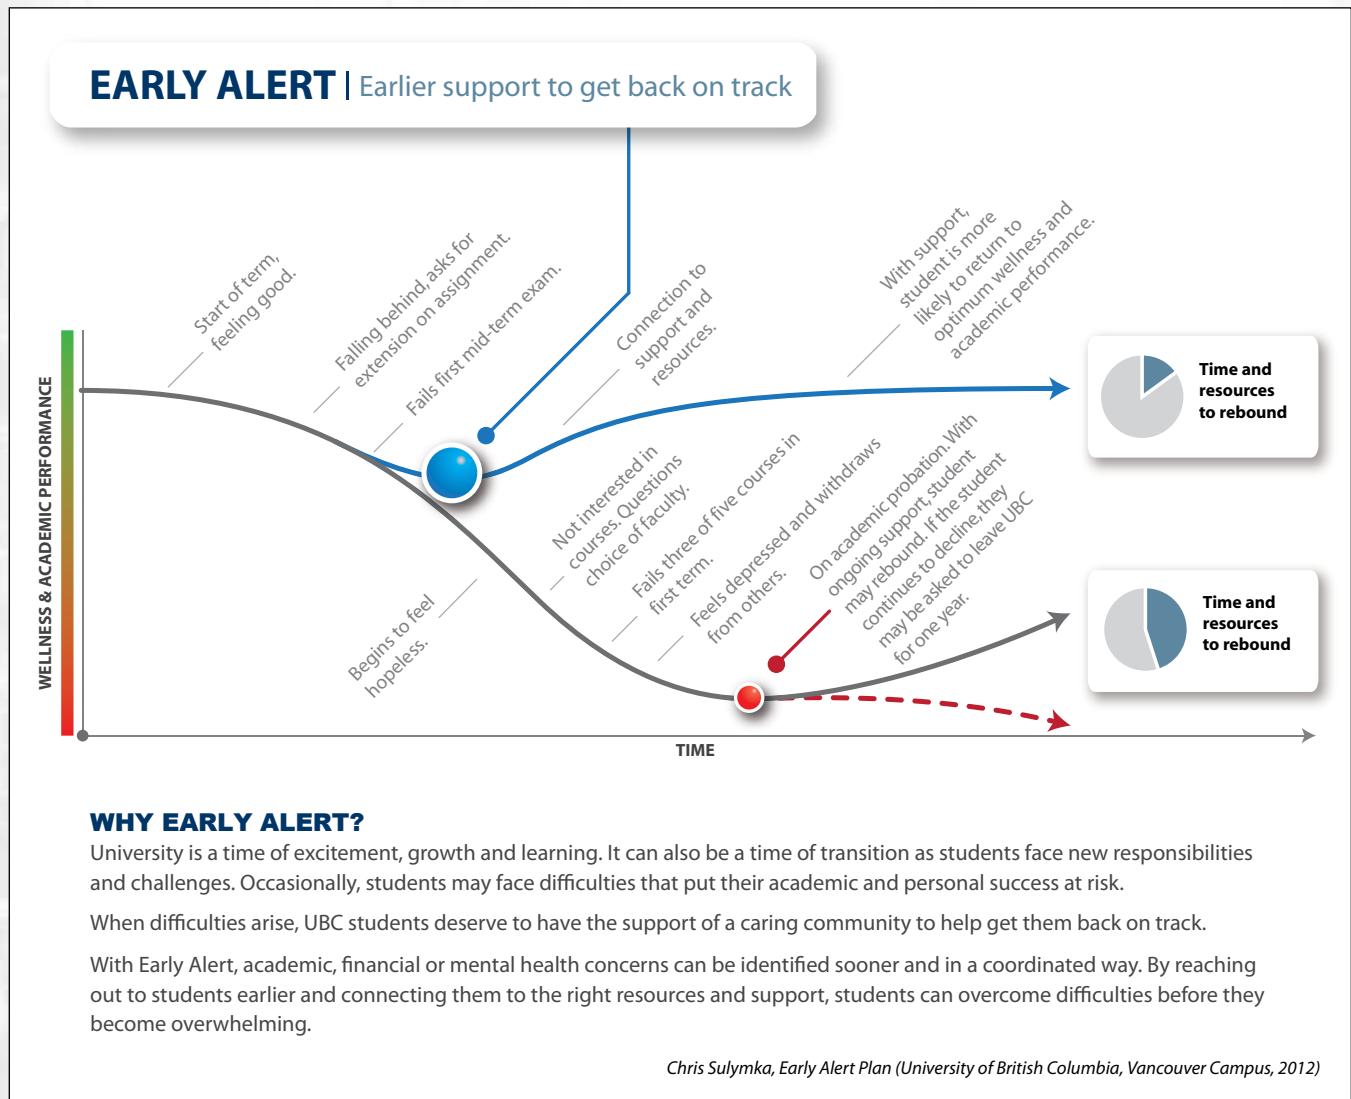 EARLY ALERT | Earlier support to get back on track
Start of term,
feeling good.
Falling behind, asks for
extension on assignment.
Fails first mid-term exam.
Connection to
support and
resources.
With support,
student is more
likely to return to
optimum wellness and
academic performance.
Time and
resources
to rebound
WELLNESS & ACADEMIC PERFORMANCE
Begins to feel
hopeless.
Not interested in
courses. Questions
choice of faculty.
Fails three of five courses in
first term.
Feels depressed and withdraws
from others.
On academic probation. With
ongoing support, student
may rebound. If the student
continues to decline, they
may be asked to leave UBC
for one year.
Time and
resources
to rebound
TIME
WHY EARLY ALERT?
University is a time of excitement, growth and learning. It can also be a time of transition as students face new responsibilities
and challenges. Occasionally, students may face difficulties that put their academic and personal success at risk.
When difficulties arise, UBC students deserve to have the support of a caring community to help get them back on track.
With Early Alert, academic, financial or mental health concerns can be identified sooner and in a coordinated way. By reaching
out to students earlier and connecting them to the right resources and support, students can overcome difficulties before they
become overwhelming.
Chris Sulymka, Early Alert Plan (University of British Columbia, Vancouver Campus, 2012)